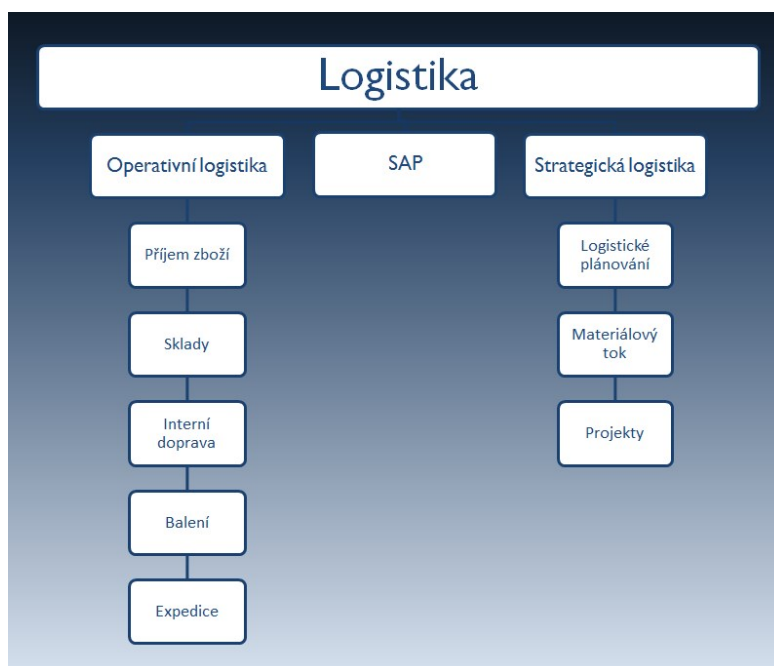 Logistika
Operativní logistika
SAP
Strategická logistika
Příjem zboží
Sklady
Interní
doprava
Balení
Expedice
Logistické
plánování
Materiálový
tok
Projekty